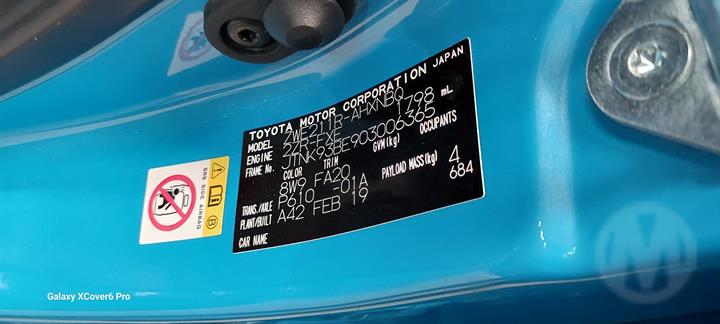 TOYOTA MOTOR CORPORATION JAPAN
MODEL ZWE211R-AHXNBQ
ENGINE 2ZR-FXE 1798 mL
FRAME No. JTNK93BE903006365
COLOR TRIM GVM(kg) OCCUPANTS
8W9 FA20 4
TRANS./AXLE P610 -01A PAYLOAD MASS(kg) 684
PLANT/BUILT A42 FEB 19
CAR NAME
SRS SIDE AIRBAG
B
Galaxy XCover6 Pro
M